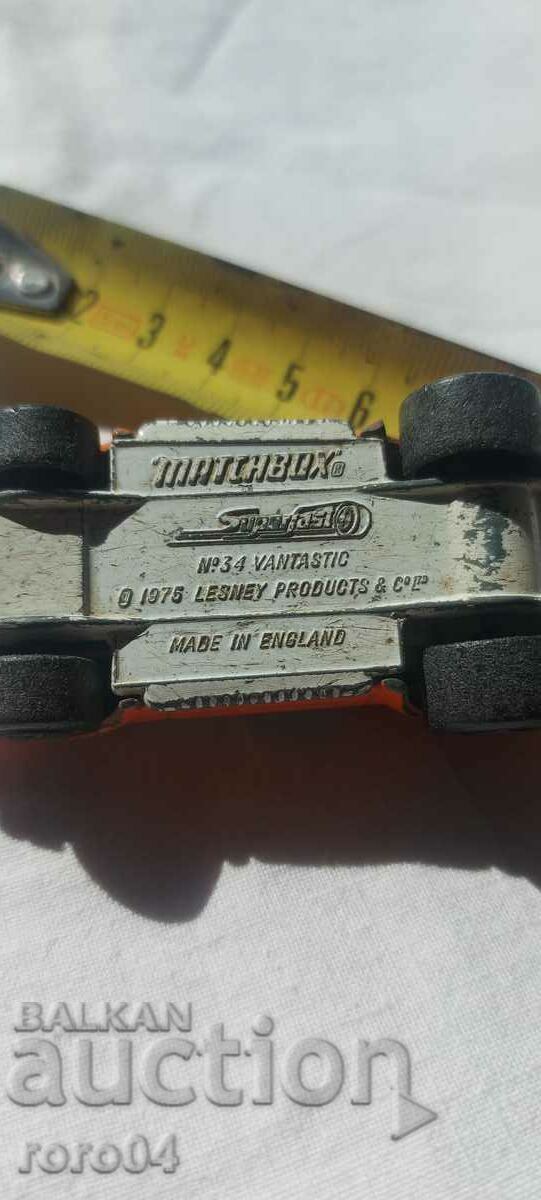 2 3 4 5 6
MATCHBOX®
Superfast
Nº34 VANTASTIC
© 1975 LESNEY PRODUCTS & Cº Lᵀᴰ
MADE IN ENGLAND
BALKAN
auction
roro04